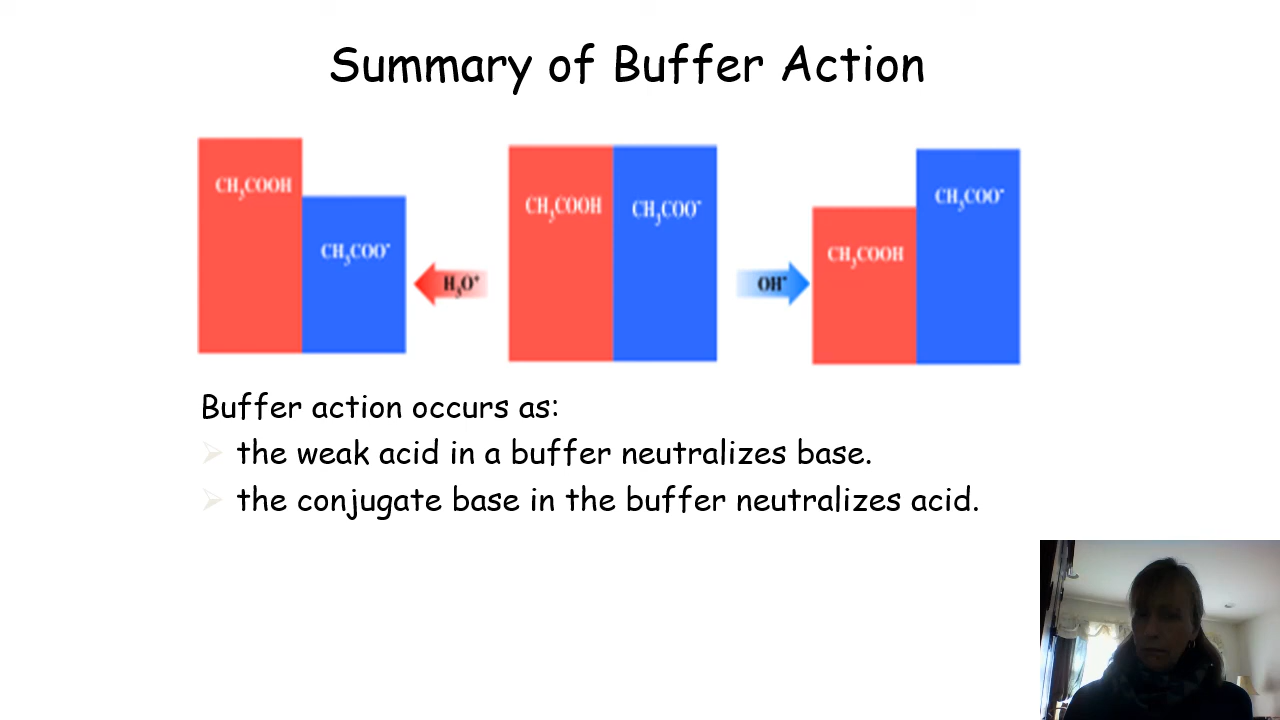 Summary of Buffer Action
CH₃COOH
CH₃COO⁻
H₃O⁺
CH₃COOH
CH₃COO⁻
OH⁻
CH₃COOH
CH₃COO⁻
Buffer action occurs as:
the weak acid in a buffer neutralizes base.
the conjugate base in the buffer neutralizes acid.